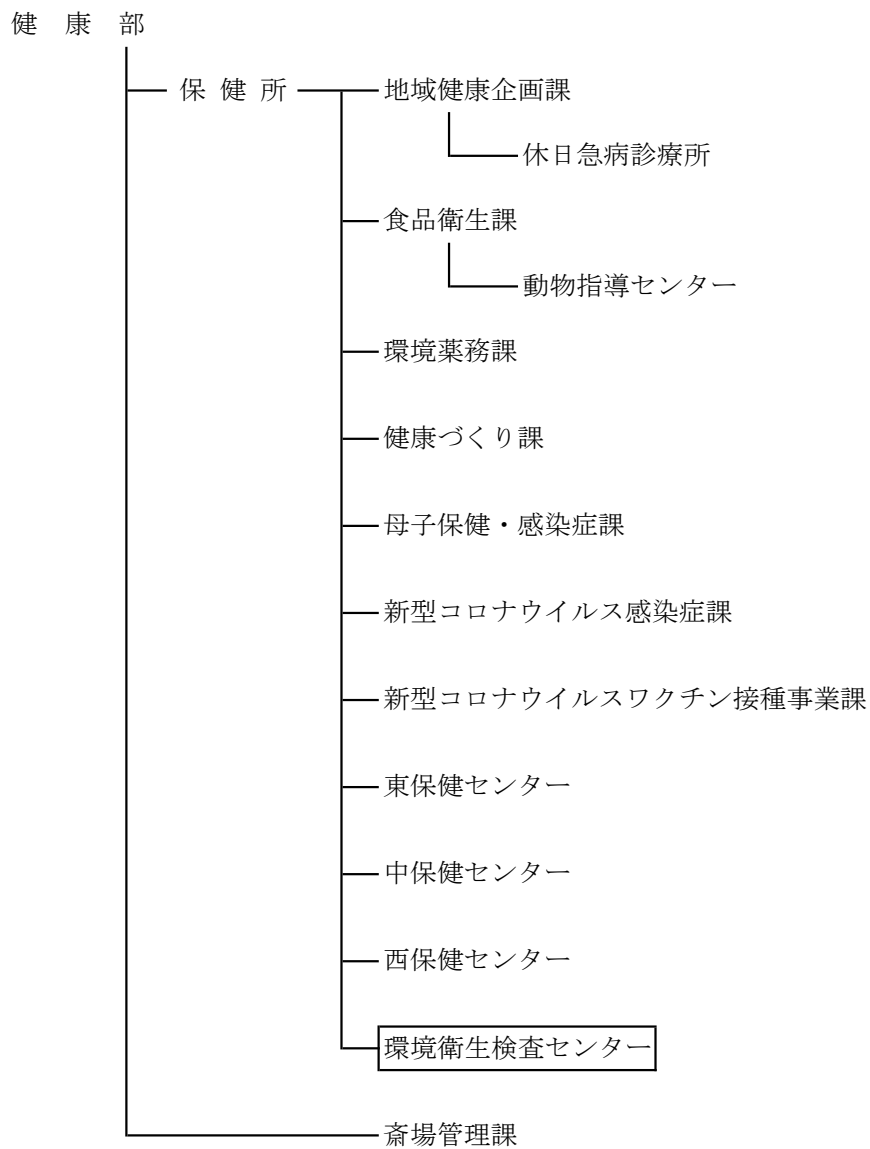 健康部
保健所
地域健康企画課
休日急病診療所
食品衛生課
動物指導センター
環境薬務課
健康づくり課
母子保健・感染症課
新型コロナウイルス感染症課
新型コロナウイルスワクチン接種事業課
東保健センター
中保健センター
西保健センター
環境衛生検査センター
斎場管理課